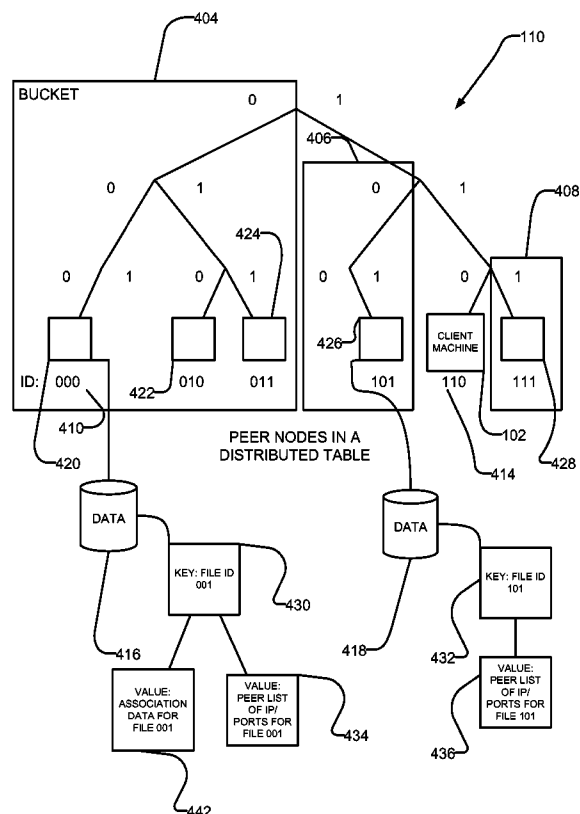 404
110
BUCKET
0 1
406
0 1
0 1
408
424
0 1
0 1
0 1
0 1
426
CLIENT
MACHINE
ID: 000
010
011
101
110
111
422
410
PEER NODES IN A
DISTRIBUTED TABLE
102
414
420
428
DATA
DATA
KEY: FILE ID
001
430
KEY: FILE ID
101
416
418
432
VALUE:
ASSOCIATION
DATA FOR
FILE 001
VALUE:
PEER LIST
OF IP/
PORTS FOR
FILE 001
434
VALUE:
PEER LIST
OF IP/
PORTS FOR
FILE 101
436
442